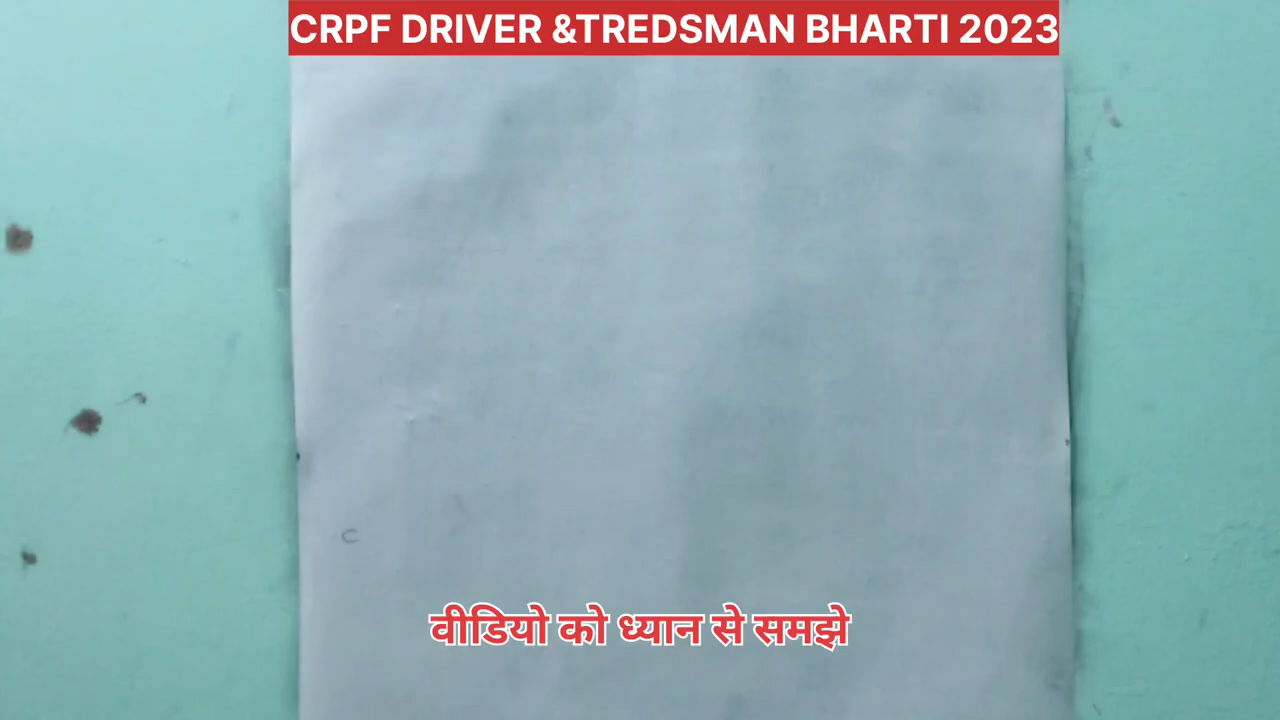 CRPF DRIVER &TREDSMAN BHARTI 2023
वीडियो को ध्यान से समझे